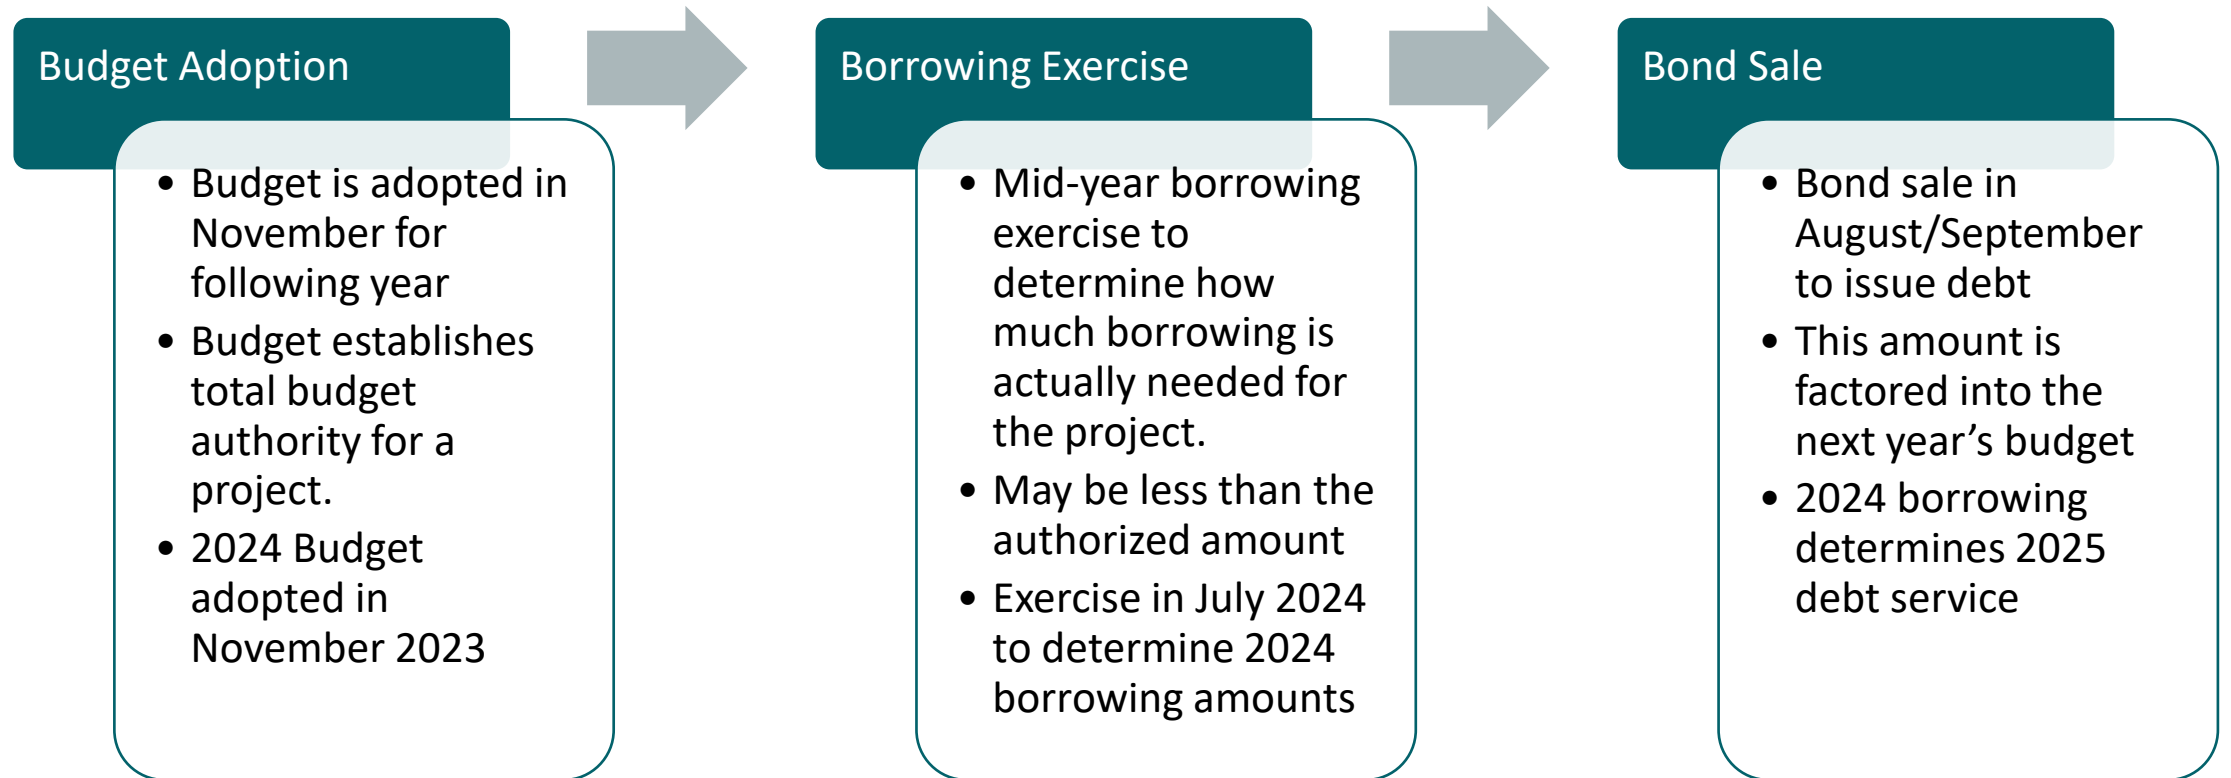 Budget Adoption
• Budget is adopted in
November for
following year
• Budget establishes
total budget
authority for a
project.
• 2024 Budget
adopted in
November 2023
Borrowing Exercise
• Mid-year borrowing
exercise to
determine how
much borrowing is
actually needed for
the project.
• May be less than the
authorized amount
• Exercise in July 2024
to determine 2024
borrowing amounts
Bond Sale
• Bond sale in
August/September
to issue debt
• This amount is
factored into the
next year’s budget
• 2024 borrowing
determines 2025
debt service